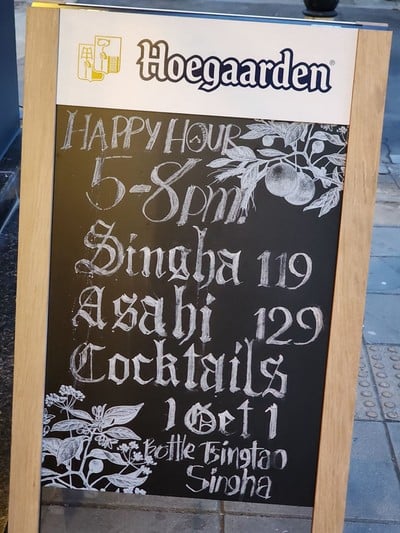 Hoegaarden®
HAPPY HOUR
5-8pm!
Singha 119
Asahi 129
Cocktails
1 Get 1
Bottle Tsingtao
Singha